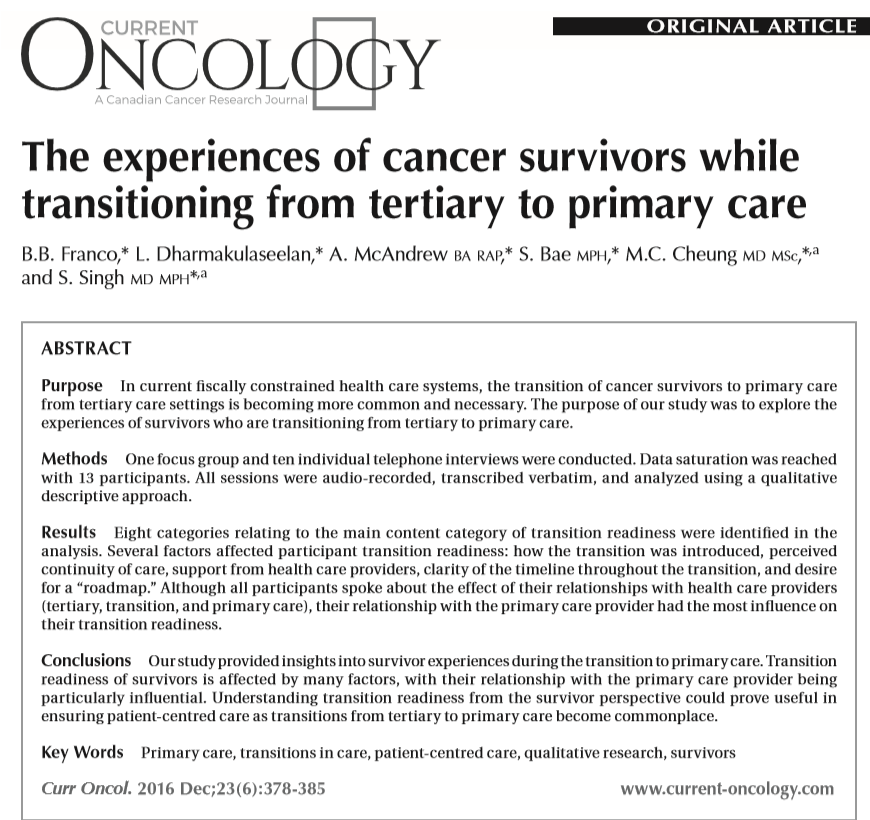 CURRENT
ONCOLOGY
A Canadian Cancer Research Journal
ORIGINAL ARTICLE
The experiences of cancer survivors while
transitioning from tertiary to primary care
B.B. Franco,* L. Dharmakulaseelan,* A. McAndrew BA RAP,* S. Bae MPH,* M.C. Cheung MD MSc,*,a
and S. Singh MD MPH*,a
ABSTRACT
Purpose In current fiscally constrained health care systems, the transition of cancer survivors to primary care
from tertiary care settings is becoming more common and necessary. The purpose of our study was to explore the
experiences of survivors who are transitioning from tertiary to primary care.
Methods One focus group and ten individual telephone interviews were conducted. Data saturation was reached
with 13 participants. All sessions were audio-recorded, transcribed verbatim, and analyzed using a qualitative
descriptive approach.
Results Eight categories relating to the main content category of transition readiness were identified in the
analysis. Several factors affected participant transition readiness: how the transition was introduced, perceived
continuity of care, support from health care providers, clarity of the timeline throughout the transition, and desire
for a “roadmap.” Although all participants spoke about the effect of their relationships with health care providers
(tertiary, transition, and primary care), their relationship with the primary care provider had the most influence on
their transition readiness.
Conclusions Our study provided insights into survivor experiences during the transition to primary care. Transition
readiness of survivors is affected by many factors, with their relationship with the primary care provider being
particularly influential. Understanding transition readiness from the survivor perspective could prove useful in
ensuring patient-centred care as transitions from tertiary to primary care become commonplace.
Key Words Primary care, transitions in care, patient-centred care, qualitative research, survivors
Curr Oncol. 2016 Dec;23(6):378-385
www.current-oncology.com